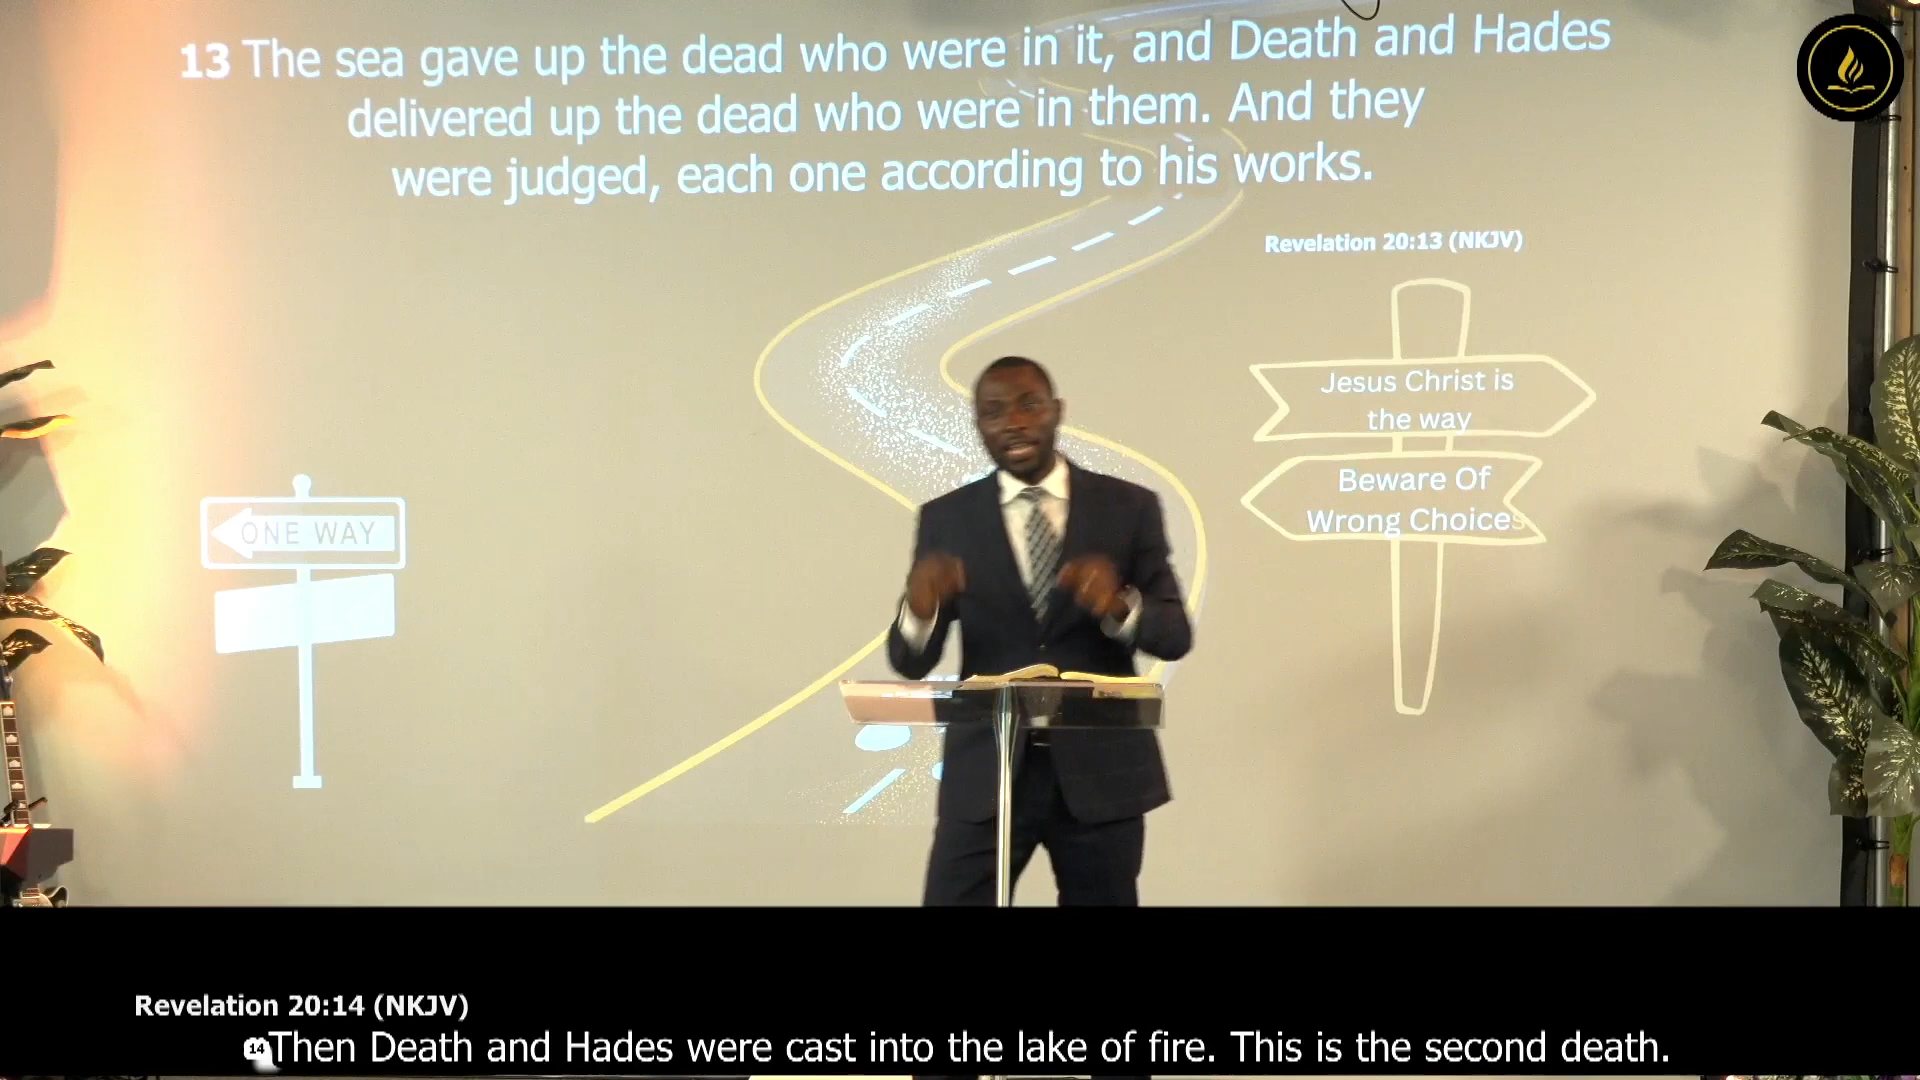 13 The sea gave up the dead who were in it, and Death and Hades
delivered up the dead who were in them. And they
were judged, each one according to his works.
Revelation 20:13 (NKJV)
Jesus Christ is
the way
Beware Of
Wrong Choices
ONE WAY
Revelation 20:14 (NKJV)
14 Then Death and Hades were cast into the lake of fire. This is the second death.